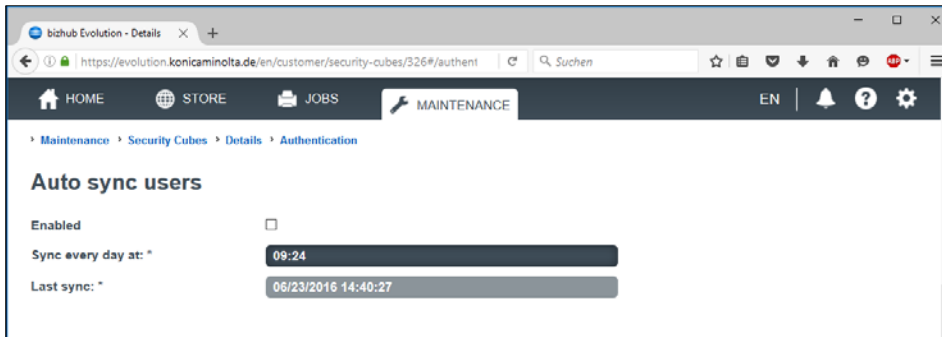 bizhub Evolution - Details
https://evolution.konicaminolta.de/en/customer/security-cubes/326#/authent
Suchen
ABP
HOME STORE JOBS MAINTENANCE EN
Maintenance Security Cubes Details Authentication
Auto sync users
Enabled
Sync every day at: * 09:24
Last sync: * 06/23/2016 14:40:27